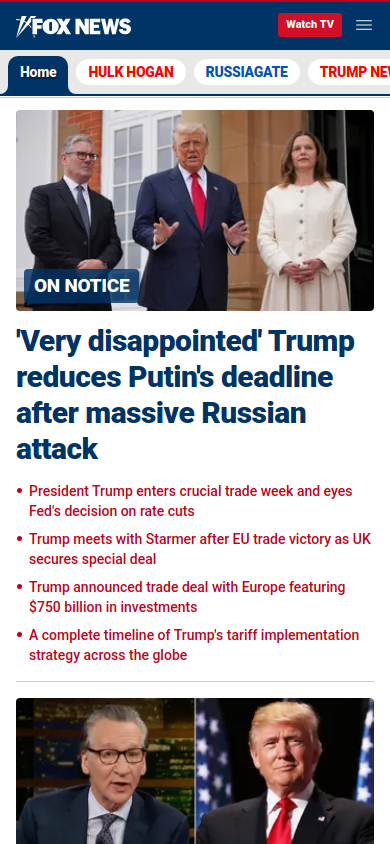 FOX NEWS
Watch TV
Home
HULK HOGAN
RUSSIAGATE
TRUMP NE
ON NOTICE
'Very disappointed' Trump
reduces Putin's deadline
after massive Russian
attack
• President Trump enters crucial trade week and eyes
Fed's decision on rate cuts
• Trump meets with Starmer after EU trade victory as UK
secures special deal
• Trump announced trade deal with Europe featuring
$750 billion in investments
• A complete timeline of Trump's tariff implementation
strategy across the globe